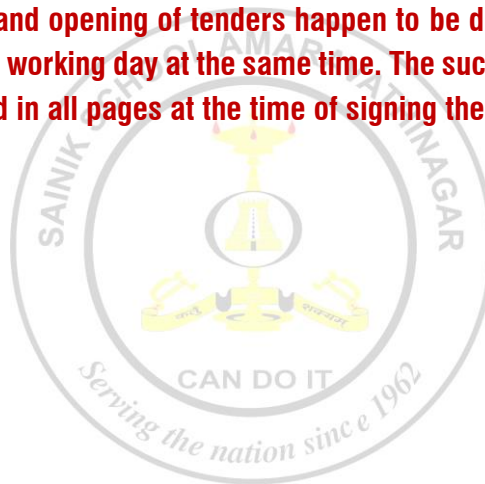 and opening of tenders happen to be d
working day at the same time. The suc
d in all pages at the time of signing the
SAINIK SCHOOL AMARAVATHINAGAR
CAN DO IT
Serving the nation sinc e 1962